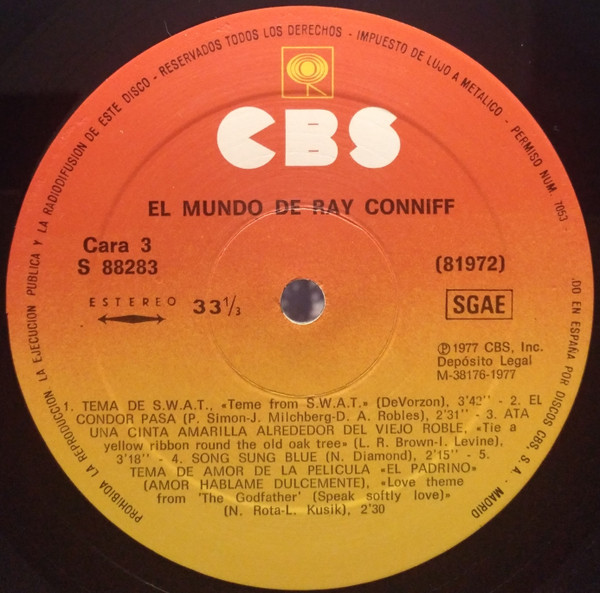 PROHIBIDA LA REPRODUCCION LA EJECUCION PUBLICA Y LA RADIODIFUSION DE ESTE DISCO - RESERVADOS TODOS LOS DERECHOS - IMPUESTO DE LUJO A METALICO - PERMISO NUM. 7053
DO EN ESPAÑA POR DISCOS CBS, S. A. - MADRID
CBS
EL MUNDO DE RAY CONNIFF
Cara 3
S 88283
(81972)
ESTEREO
33 1/3
SGAE
℗ 1977 CBS, Inc.
Depósito Legal
M-38176-1977
1. TEMA DE S.W.A.T., «Teme from S.W.A.T.» (DeVorzon), 3'42" - 2. EL
CONDOR PASA (P. Simon-J. Milchberg-D. A. Robles), 2'31" - 3. ATA
UNA CINTA AMARILLA ALREDEDOR DEL VIEJO ROBLE, «Tie a
yellow ribbon round the old oak tree» (L. R. Brown-I. Levine),
3'18" - 4. SONG SUNG BLUE (N. Diamond), 2'15" - 5.
TEMA DE AMOR DE LA PELICULA «EL PADRINO»
(AMOR HABLAME DULCEMENTE), «Love theme
from 'The Godfather' (Speak softly love)»
(N. Rota-L. Kusik), 2'30